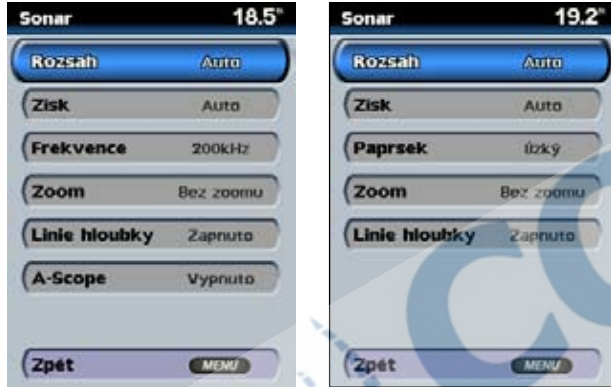 Sonar 18.5"
Rozsah Auto
Zisk Auto
Frekvence 200kHz
Zoom Bez zoomu
Linie hloubky Zapnuto
A-Scope Vypnuto
Zpět MENU
Sonar 19.2"
Rozsah Auto
Zisk Auto
Paprsek Úzký
Zoom Bez zoomu
Linie hloubky Zapnuto
Zpět MENU